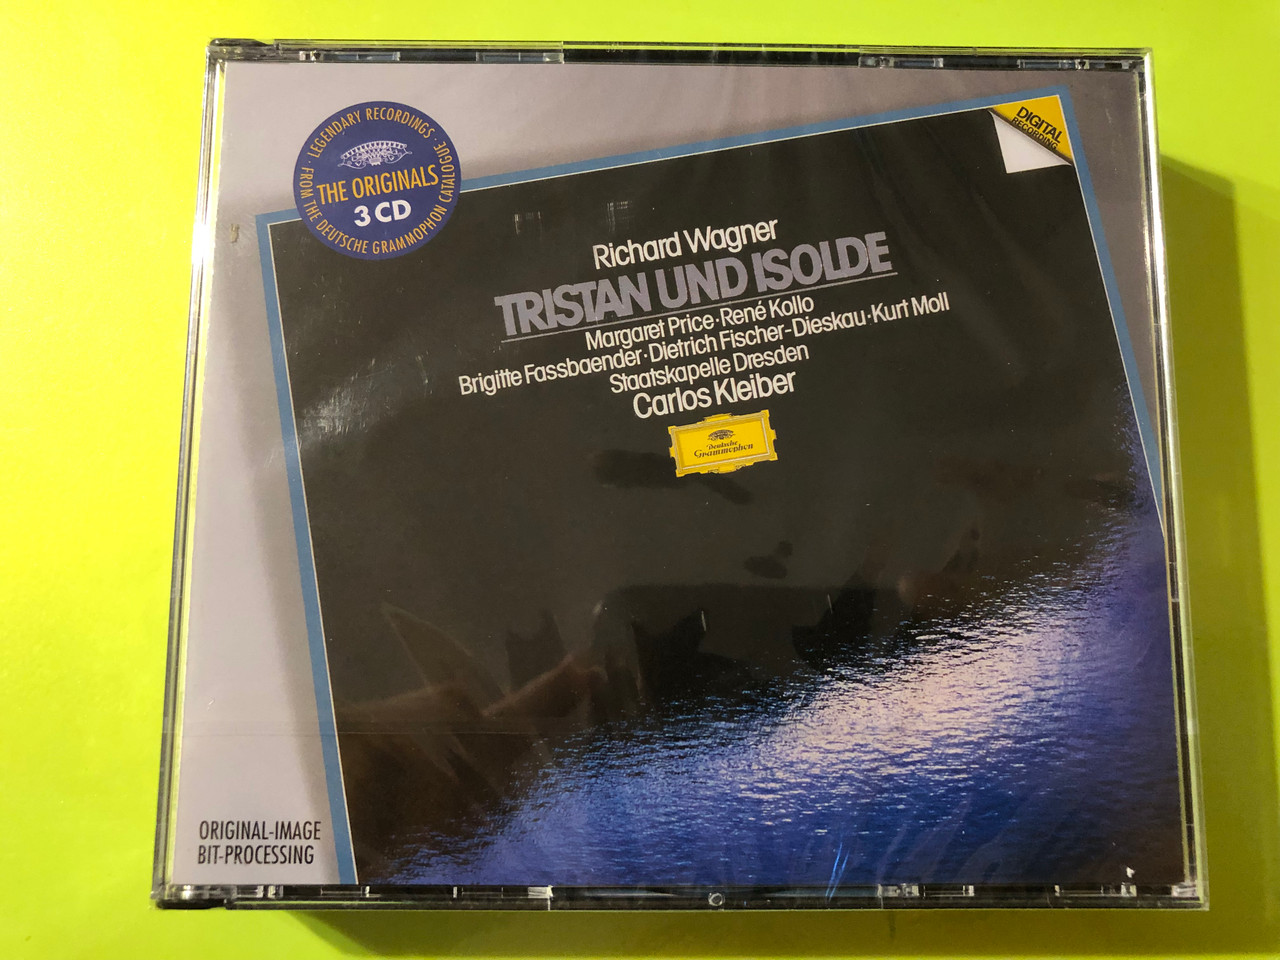 · LEGENDARY RECORDINGS ·
FROM THE DEUTSCHE GRAMMOPHON CATALOGUE
THE ORIGINALS
3 CD
DIGITAL
RECORDING
Richard Wagner
TRISTAN UND ISOLDE
Margaret Price·René Kollo
Brigitte Fassbaender·Dietrich Fischer-Dieskau·Kurt Moll
Staatskapelle Dresden
Carlos Kleiber
Deutsche
Grammophon
ORIGINAL-IMAGE
BIT-PROCESSING